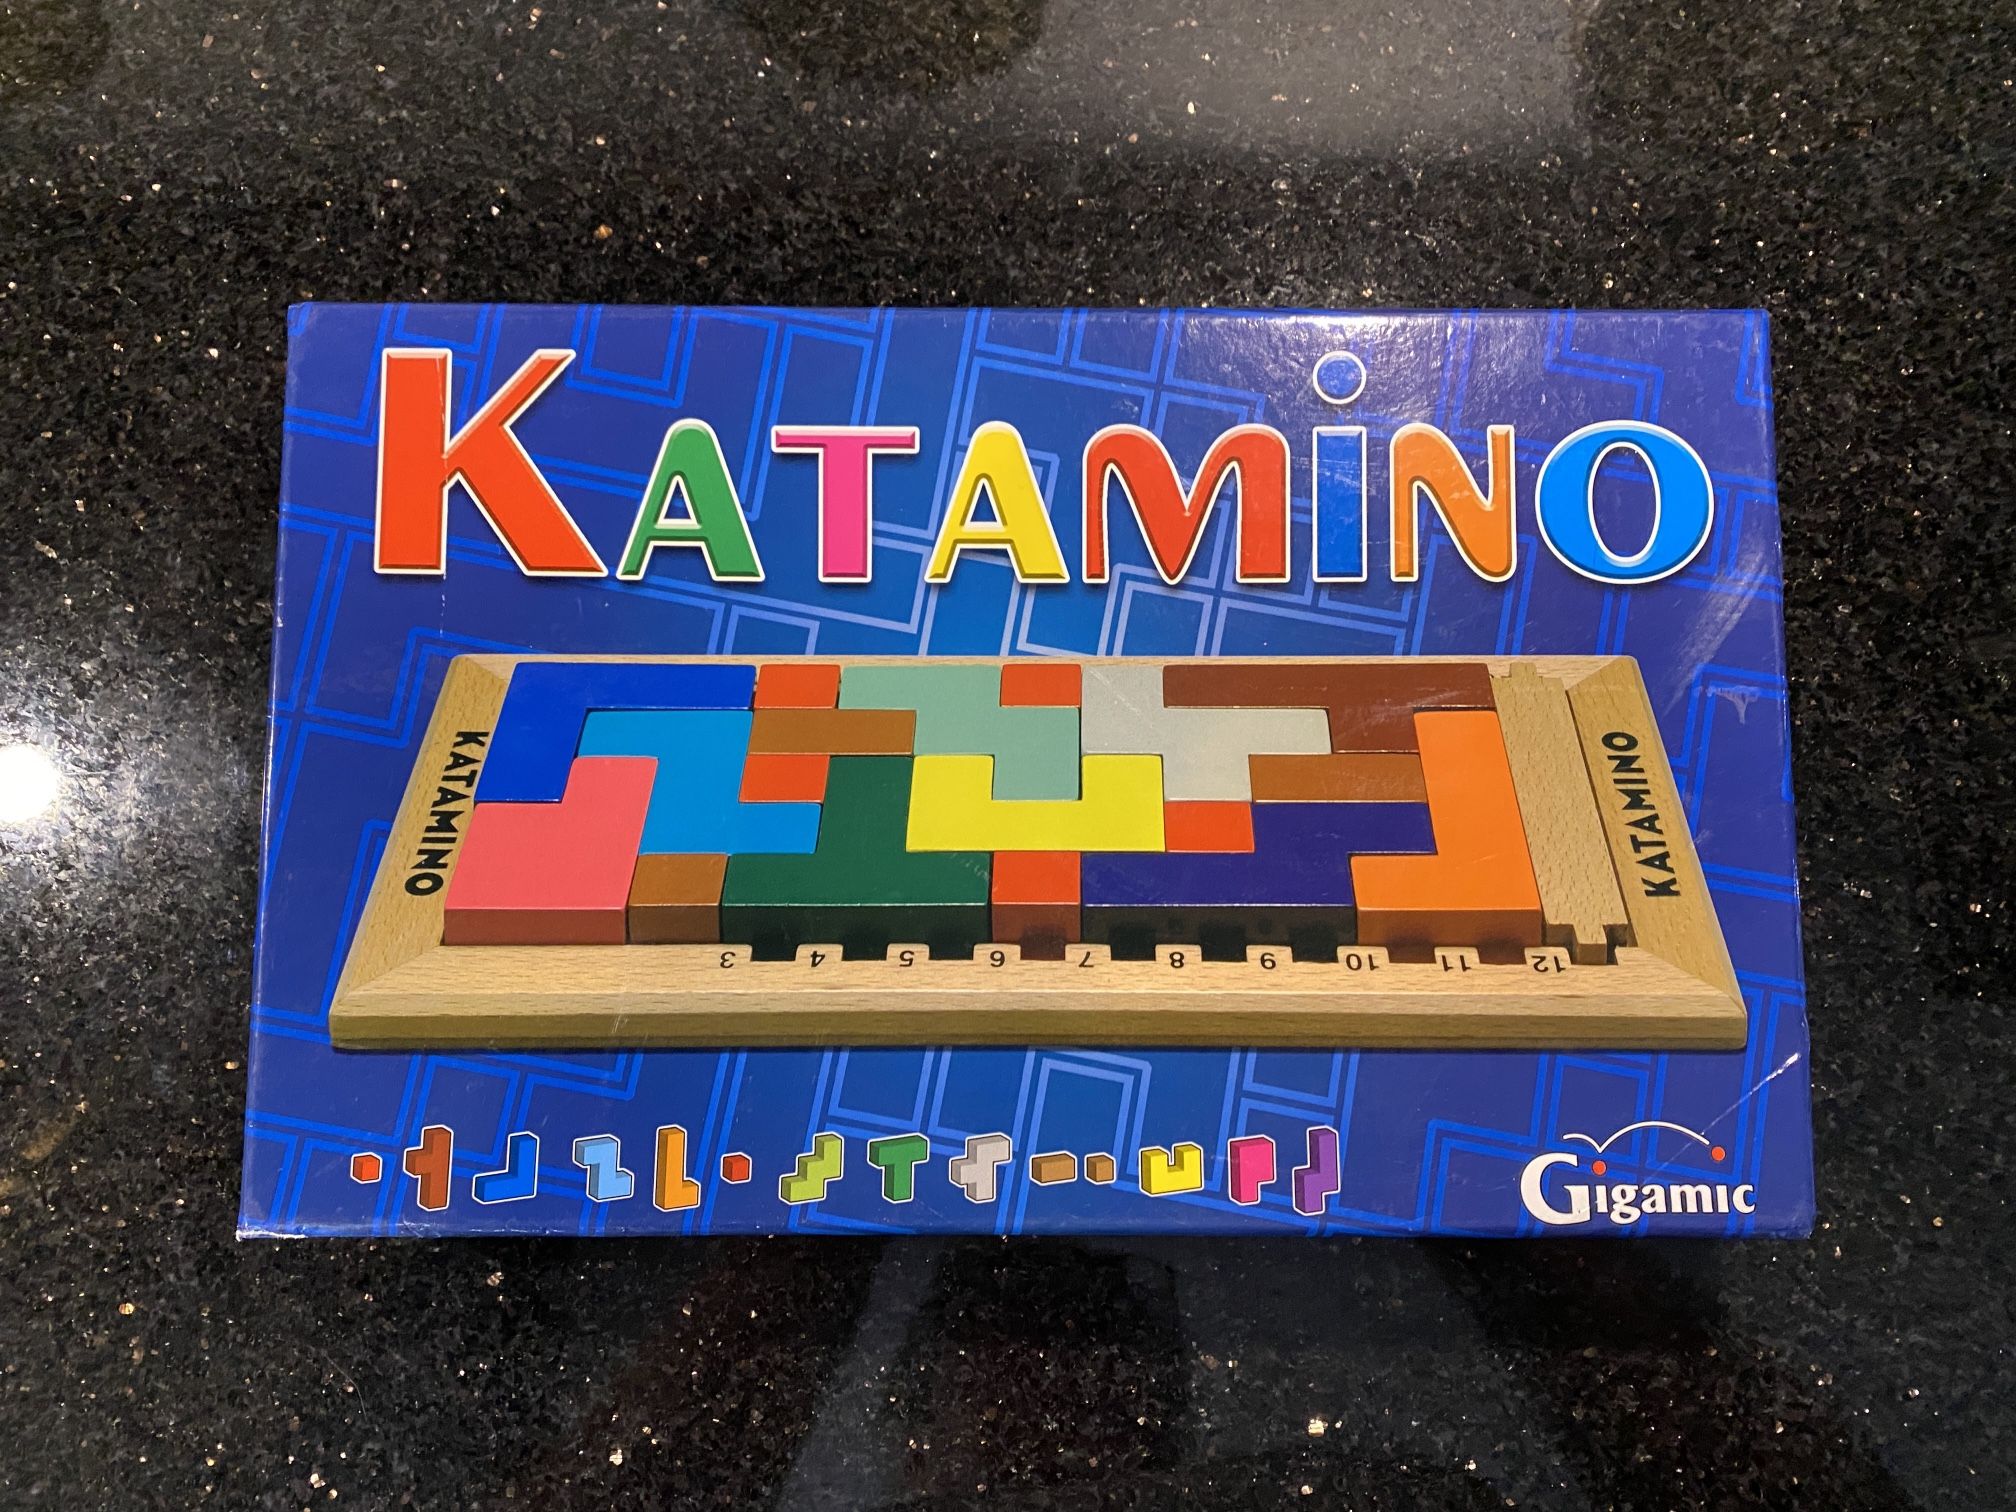 KATAMiNO
KATAMINO
KATAMINO
3 4 5 6 7 8 9 10 11 12
Gigamic